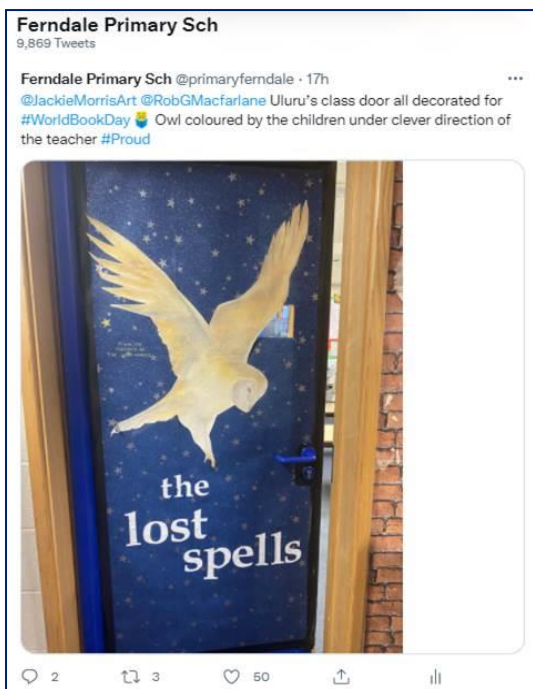 Ferndale Primary Sch
9,869 Tweets
Ferndale Primary Sch @primaryferndale · 17h
@JackieMorrisArt @RobGMacfarlane Uluru's class door all decorated for
#WorldBookDay Owl coloured by the children under clever direction of
the teacher #Proud
the
lost
spells
2 3 50